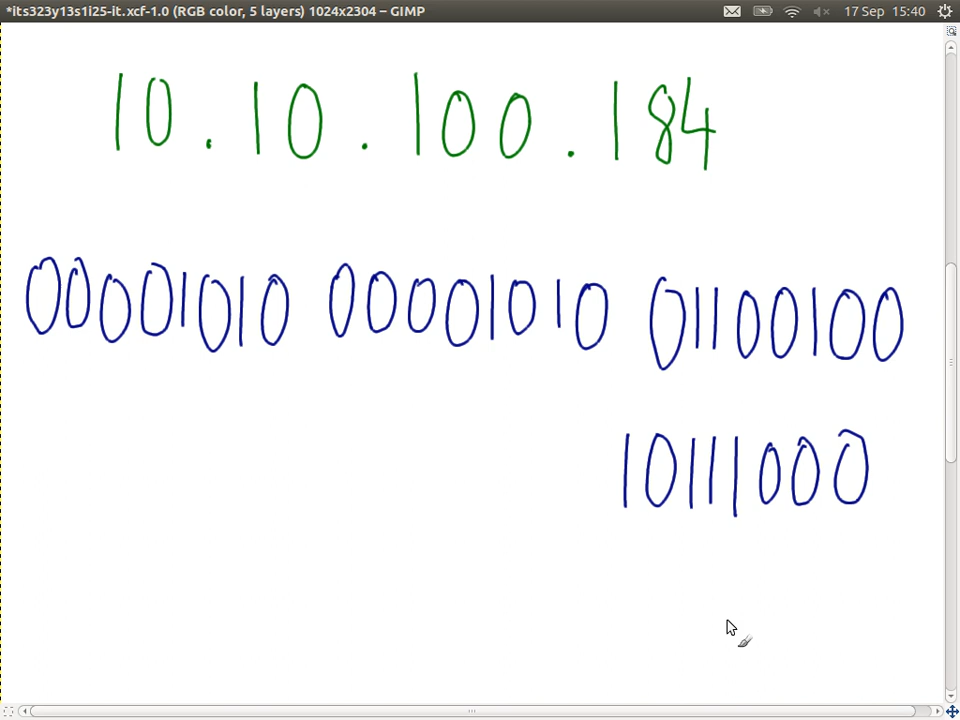 *its323y13s1i25-it.xcf-1.0 (RGB color, 5 layers) 1024x2304 – GIMP 17 Sep 15:40
10.10.100.184
00001010 00001010 01100100
10111000